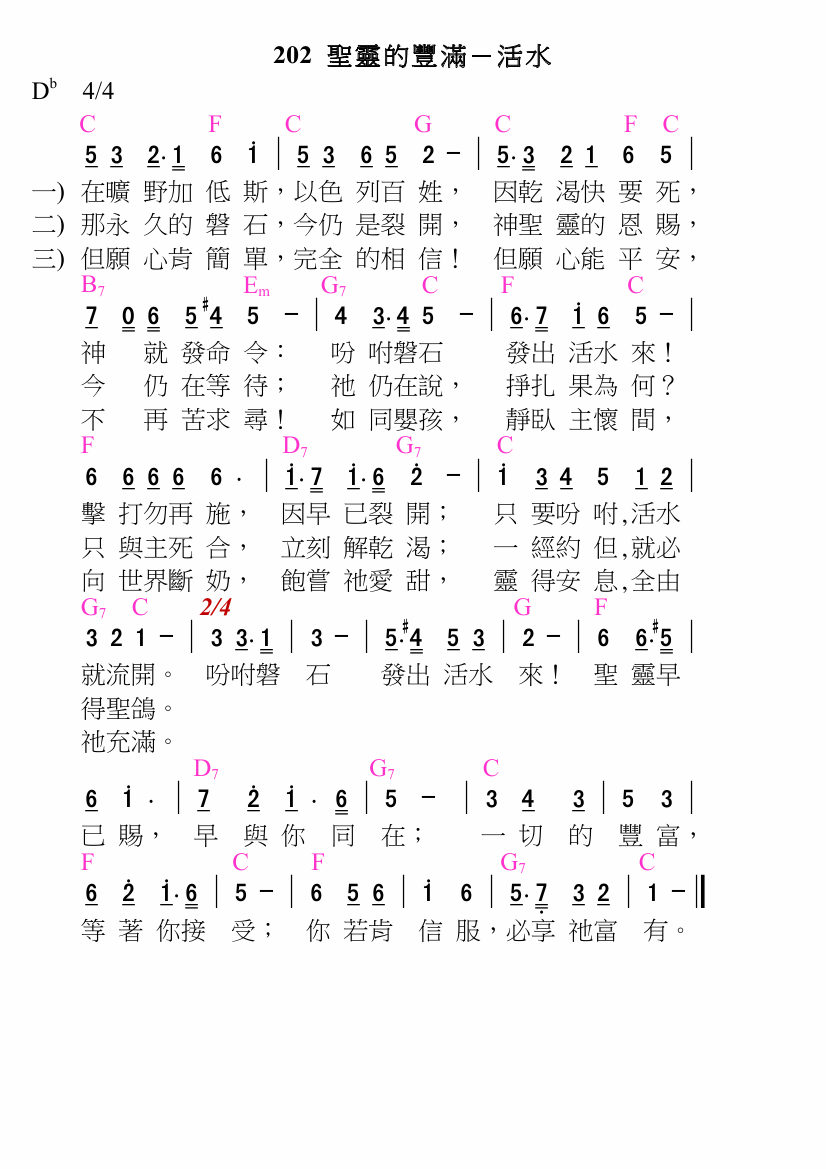 202 聖靈的豐滿－活水
Db 4/4
C F C G C F C
5 3 2· 1 6 i | 5 3 6 5 2 － | 5· 3 2 1 6 5 |
一) 在曠 野加 低 斯，以色 列百 姓， 因乾 渴快 要 死，
二) 那永 久的 磐 石，今仍 是裂 開， 神聖 靈的 恩 賜，
三) 但願 心肯 簡 單，完全 的相 信！ 但願 心能 平 安，
B7 Em G7 C F C
7 0 6 5 #4 5 － | 4 3· 4 5 － | 6· 7 i 6 5 － |
神 就 發命 令： 吩 咐磐石 發出 活水 來！
今 仍 在等 待； 祂 仍在說， 掙扎 果為 何？
不 再 苦求 尋！ 如 同嬰孩， 靜臥 主懷 間，
F D7 G7 C
6 6 6 6 6 · | i· 7 i· 6 2̇ － | i 3 4 5 1 2 |
擊 打勿再 施， 因早 已裂 開； 只 要吩 咐,活水
只 與主死 合， 立刻 解乾 渴； 一 經約 但,就必
向 世界斷 奶， 飽嘗 祂愛 甜， 靈 得安 息,全由
G7 C 2/4 G F
3 2 1 － | 3 3· 1 | 3 － | 5· #4 5 3 | 2 － | 6 6· #5 |
就流開。 吩咐磐 石 發出 活水 來！ 聖 靈早
得聖鴿。
祂充滿。
D7 G7 C
6 i · | 7 2̇ i · 6 | 5 － | 3 4 3 | 5 3 |
已 賜， 早 與 你 同 在； 一 切 的 豐 富，
F C F G7 C
6 2̇ i· 6 | 5 － | 6 5 6 | i 6 | 5· 7̣ 3 2 | 1 － ‖
等 著 你接 受； 你 若肯 信 服，必享 祂富 有。